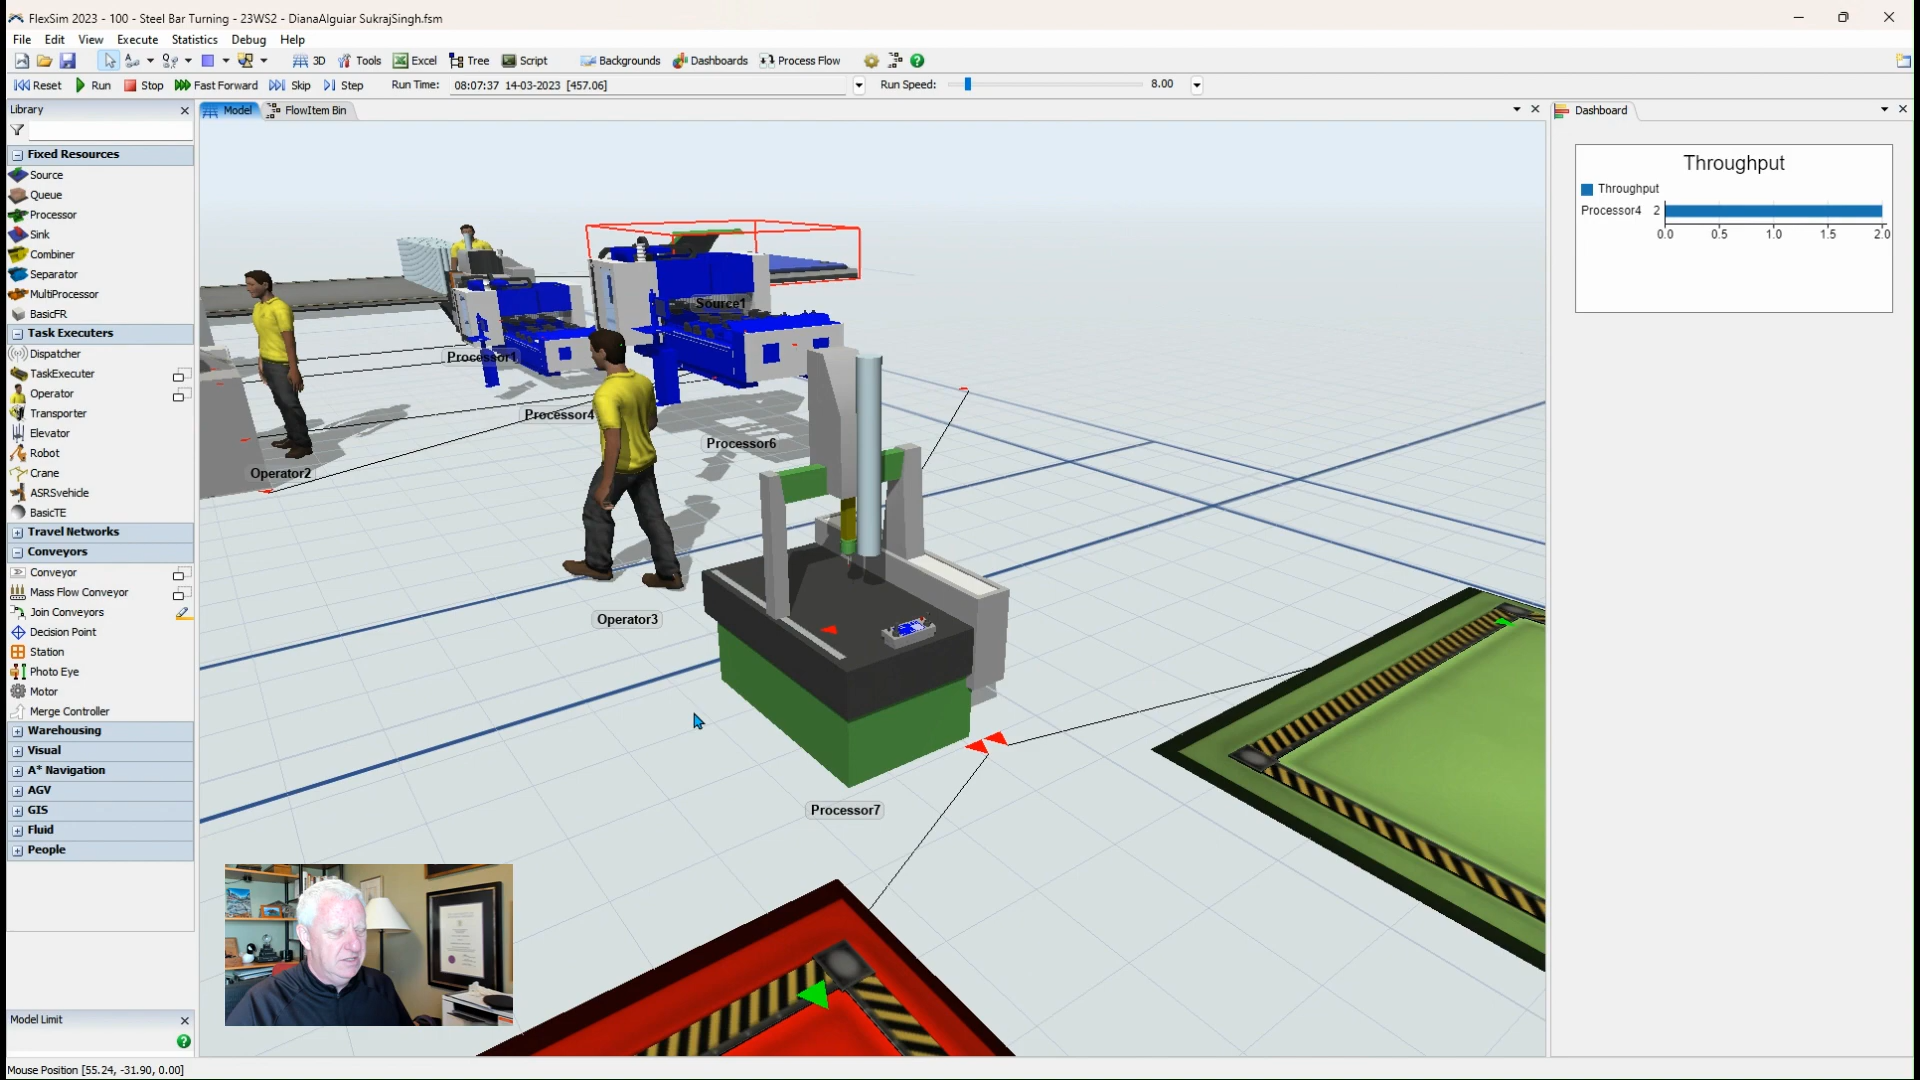 FlexSim 2023 - 100 - Steel Bar Turning - 23WS2 - DianaAlguiar SukrajSingh.fsm
File Edit View Execute Statistics Debug Help
3D Tools Excel Tree Script Backgrounds Dashboards Process Flow
Reset Run Stop Fast Forward Skip Step Run Time: 08:07:37 14-03-2023 [457.06] Run Speed: 8.00
Library
Model FlowItem Bin
Dashboard
Fixed Resources
Source
Queue
Processor
Sink
Combiner
Separator
MultiProcessor
BasicFR
Task Executers
Dispatcher
TaskExecuter
Operator
Transporter
Elevator
Robot
Crane
ASRSvehicle
BasicTE
Travel Networks
Conveyors
Conveyor
Mass Flow Conveyor
Join Conveyors
Decision Point
Station
Photo Eye
Motor
Merge Controller
Warehousing
Visual
A* Navigation
AGV
GIS
Fluid
People
Model Limit
Source1
Processor1
Processor4
Processor6
Operator2
Operator3
Processor7
Throughput
Throughput
Processor4 2
0.0 0.5 1.0 1.5 2.0
Mouse Position [55.24, -31.90, 0.00]